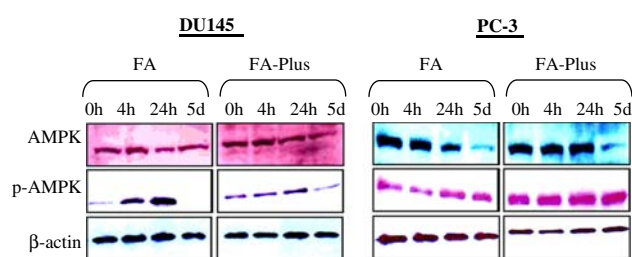 DU145 PC-3
FA FA-Plus FA FA-Plus
0h 4h 24h 5d 0h 4h 24h 5d 0h 4h 24h 5d 0h 4h 24h 5d
AMPK
p-AMPK
β-actin